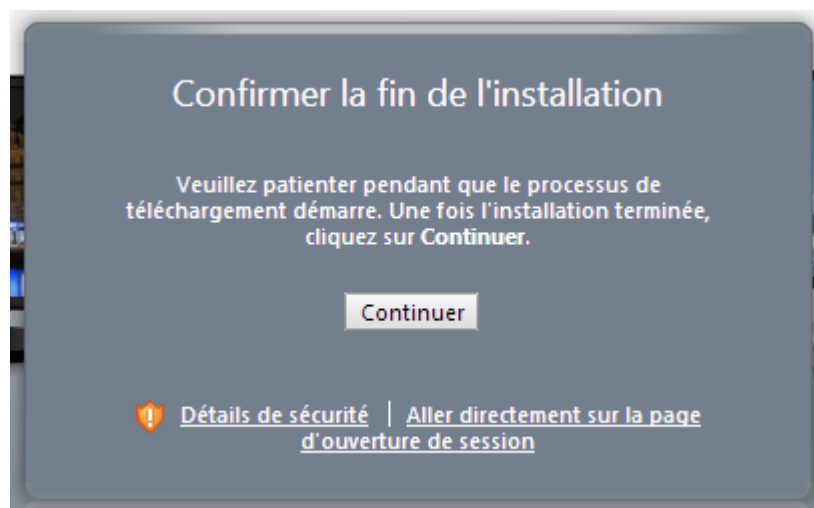 Confirmer la fin de l'installation
Veuillez patienter pendant que le processus de
téléchargement démarre. Une fois l'installation terminée,
cliquez sur Continuer.
Continuer
Détails de sécurité | Aller directement sur la page
d'ouverture de session